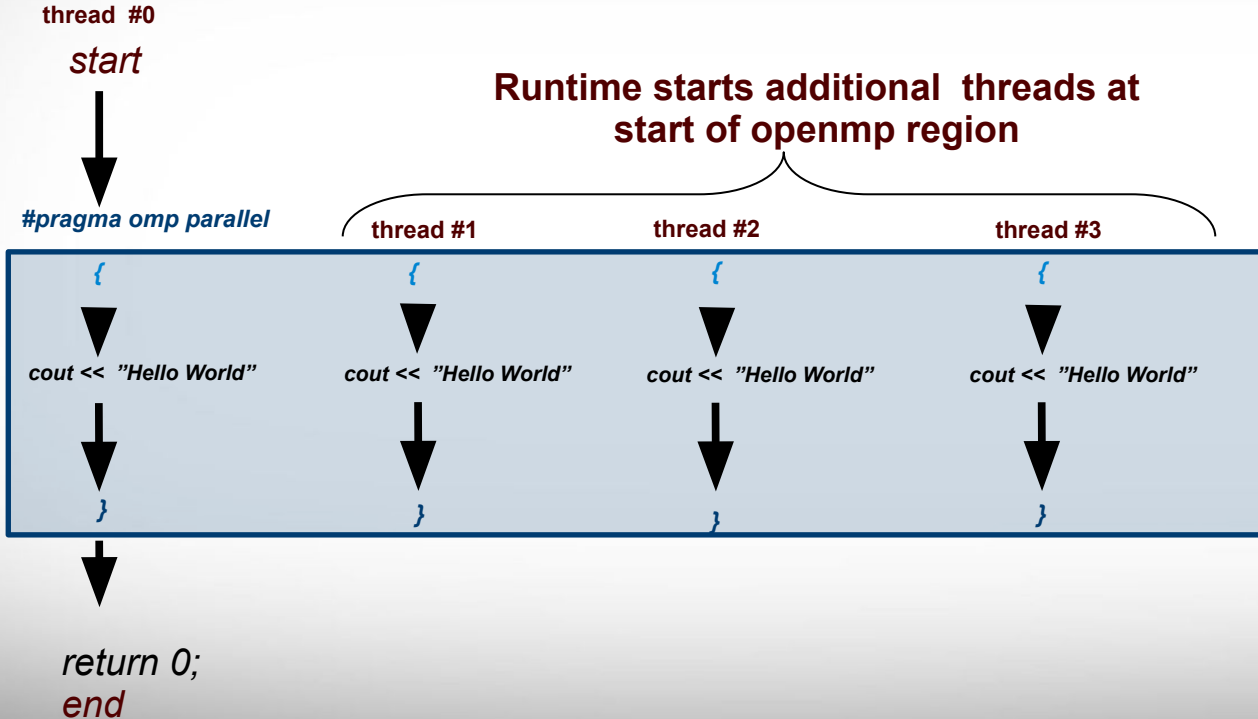 thread #0
start
Runtime starts additional threads at
start of openmp region
#pragma omp parallel
thread #1 thread #2 thread #3
{ { { {
cout << ”Hello World” cout << ”Hello World” cout << ”Hello World” cout << ”Hello World”
} } } }
return 0;
end